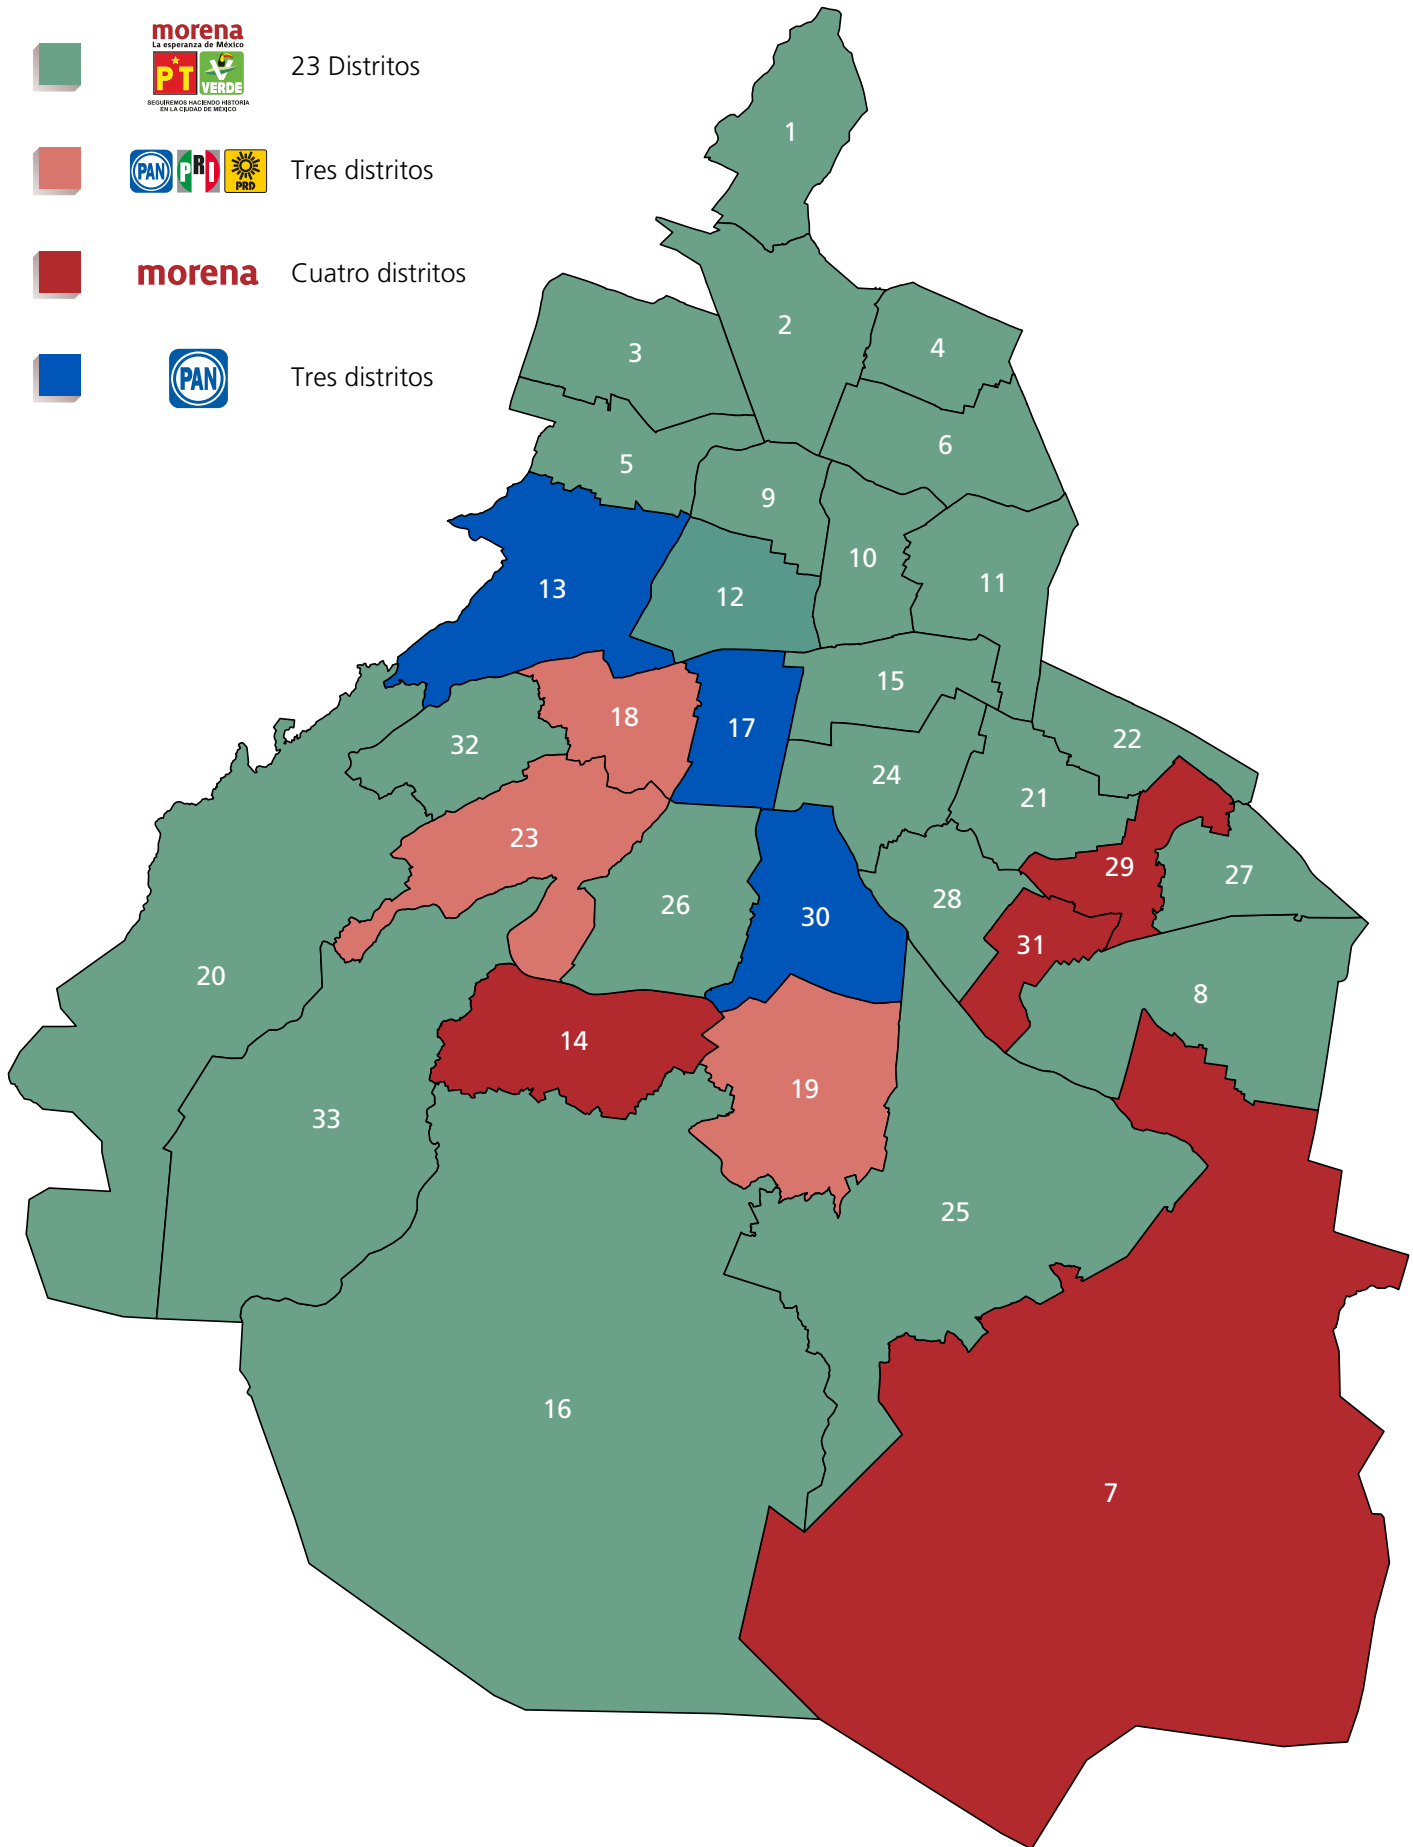 morena
La esperanza de México
PT
VERDE
SEGUIREMOS HACIENDO HISTORIA
EN LA CIUDAD DE MÉXICO
23 Distritos
PAN
PRI
PRD
Tres distritos
morena
Cuatro distritos
PAN
Tres distritos
1
2
3
4
5
6
9
10
11
13
12
15
18
17
32
22
24
21
23
29
27
26
28
30
31
20
8
14
19
33
25
16
7